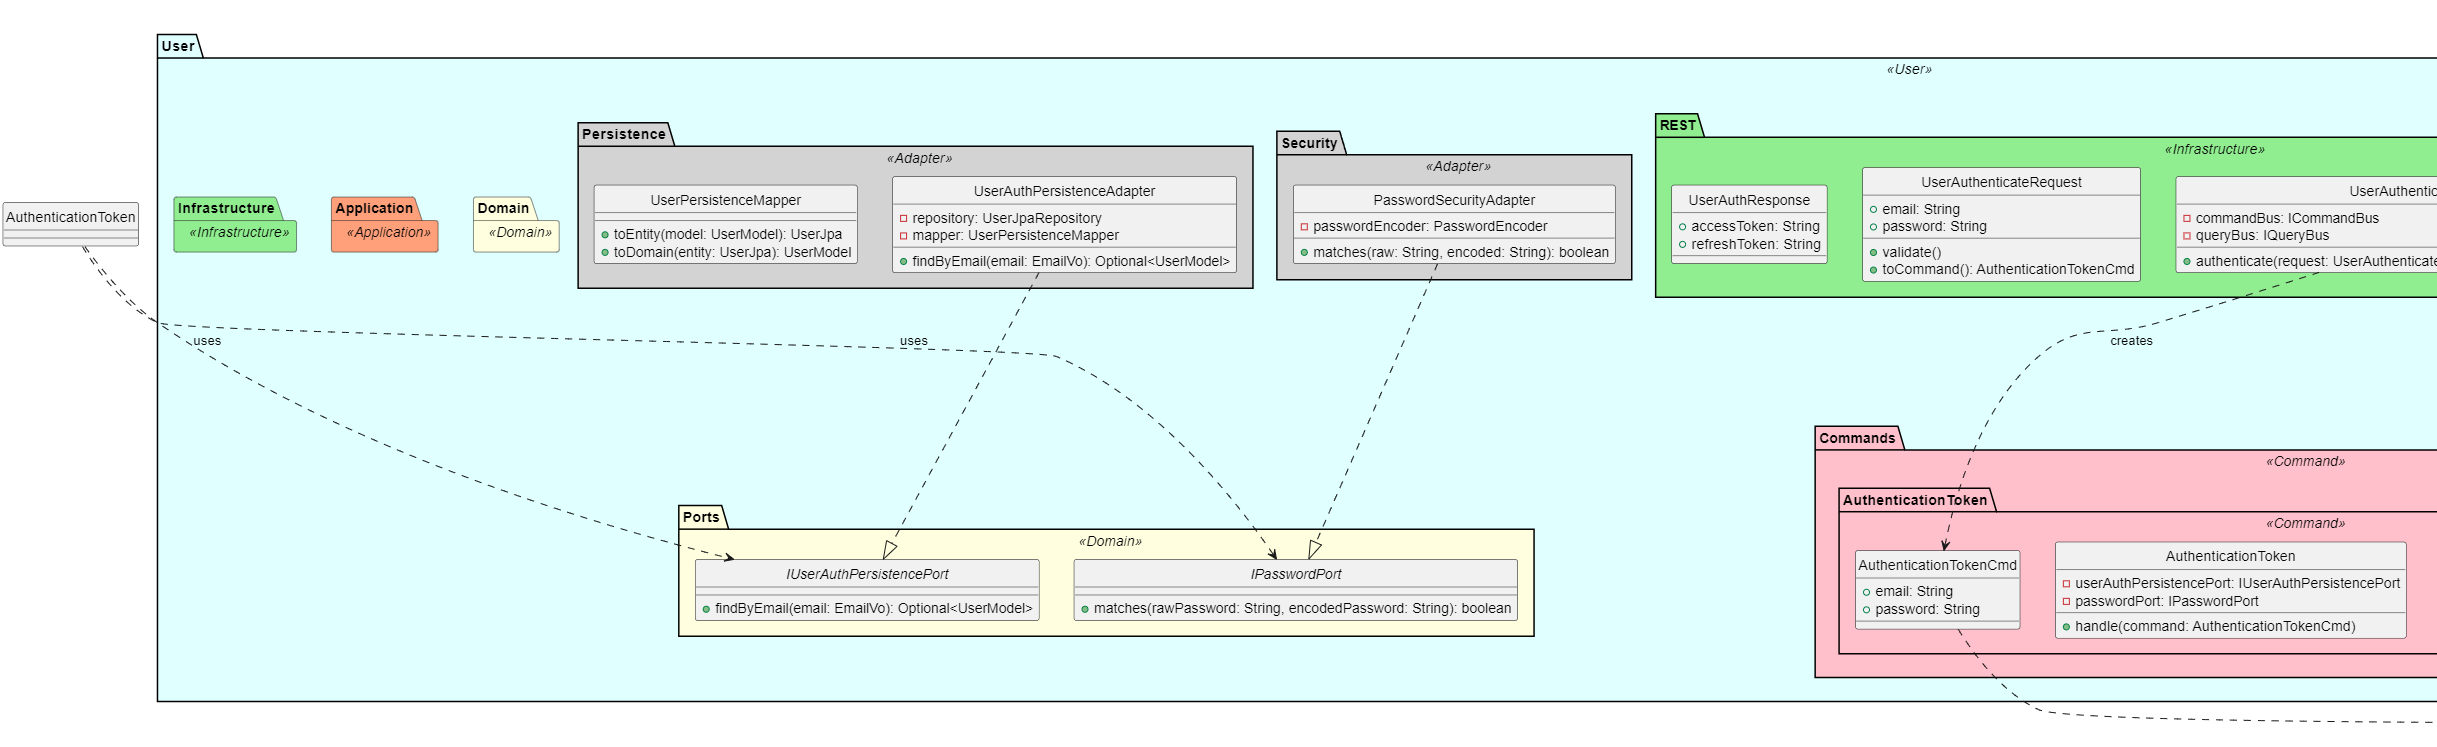 User
«User»
AuthenticationToken
Infrastructure
«Infrastructure»
Application
«Application»
Domain
«Domain»
Persistence
«Adapter»
UserPersistenceMapper
toEntity(model: UserModel): UserJpa
toDomain(entity: UserJpa): UserModel
UserAuthPersistenceAdapter
repository: UserJpaRepository
mapper: UserPersistenceMapper
findByEmail(email: EmailVo): Optional<UserModel>
Security
«Adapter»
PasswordSecurityAdapter
passwordEncoder: PasswordEncoder
matches(raw: String, encoded: String): boolean
REST
«Infrastructure»
UserAuthResponse
accessToken: String
refreshToken: String
UserAuthenticateRequest
email: String
password: String
validate()
toCommand(): AuthenticationTokenCmd
UserAuthentic
commandBus: ICommandBus
queryBus: IQueryBus
authenticate(request: UserAuthenticate
uses
uses
creates
Ports
«Domain»
IUserAuthPersistencePort
findByEmail(email: EmailVo): Optional<UserModel>
IPasswordPort
matches(rawPassword: String, encodedPassword: String): boolean
Commands
«Command»
AuthenticationToken
«Command»
AuthenticationTokenCmd
email: String
password: String
AuthenticationToken
userAuthPersistencePort: IUserAuthPersistencePort
passwordPort: IPasswordPort
handle(command: AuthenticationTokenCmd)